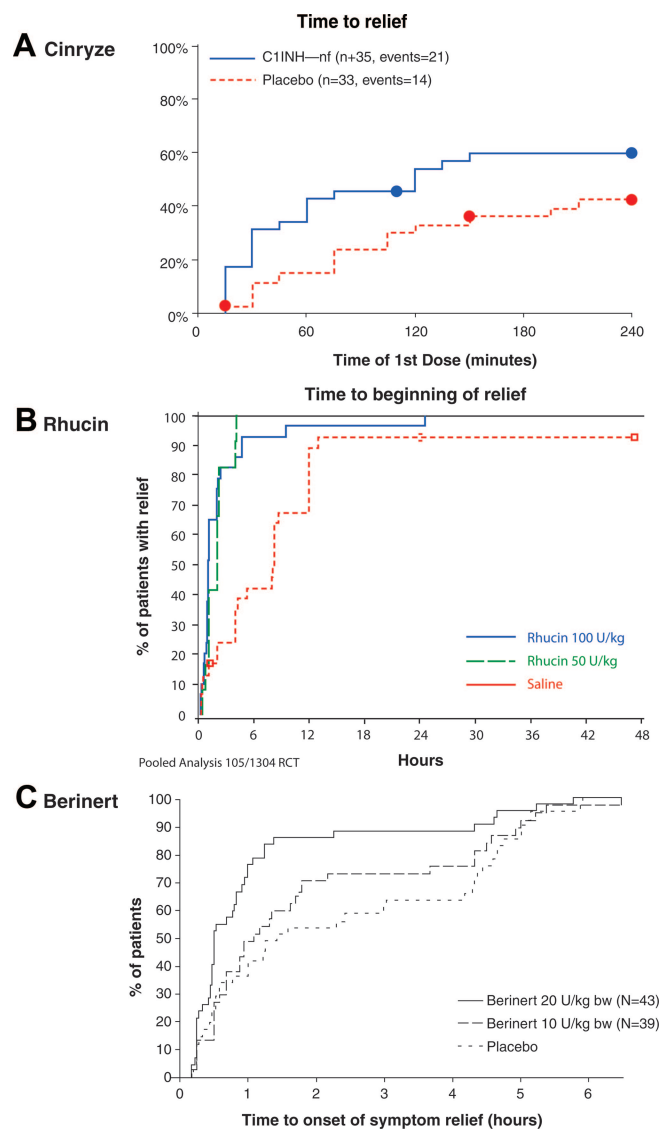 Time to relief
A Cinryze
100%
80%
60%
40%
20%
0%
C1INH—nf (n+35, events=21)
Placebo (n=33, events=14)
0 60 120 180 240
Time of 1st Dose (minutes)
Time to beginning of relief
B Rhucin
% of patients with relief
100
90
80
70
60
50
40
30
20
10
0
Rhucin 100 U/kg
Rhucin 50 U/kg
Saline
0 6 12 18 24 30 36 42 48
Pooled Analysis 105/1304 RCT
Hours
C Berinert
% of patients
100
90
80
70
60
50
40
30
20
10
0
Berinert 20 U/kg bw (N=43)
Berinert 10 U/kg bw (N=39)
Placebo
0 1 2 3 4 5 6
Time to onset of symptom relief (hours)